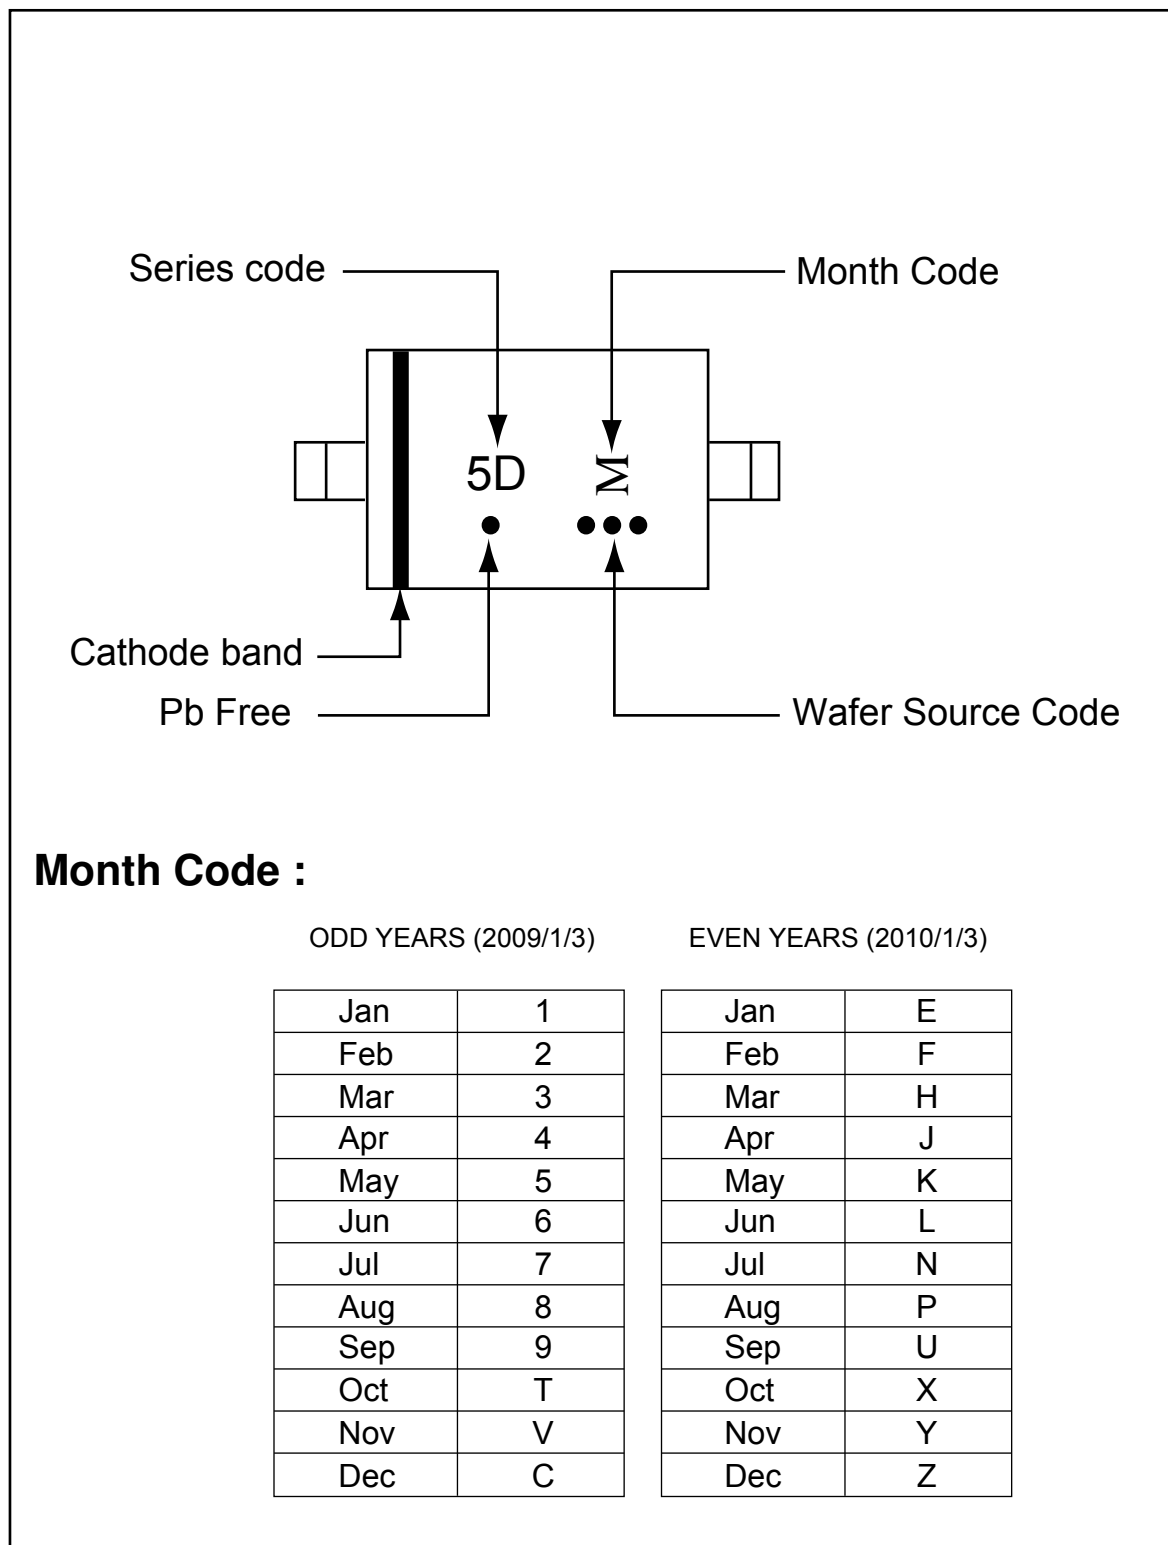 Series code
Month Code
5D
M
Cathode band
Pb Free
Wafer Source Code
Month Code :
ODD YEARS (2009/1/3)
EVEN YEARS (2010/1/3)
Jan 1 Jan E
Feb 2 Feb F
Mar 3 Mar H
Apr 4 Apr J
May 5 May K
Jun 6 Jun L
Jul 7 Jul N
Aug 8 Aug P
Sep 9 Sep U
Oct T Oct X
Nov V Nov Y
Dec C Dec Z